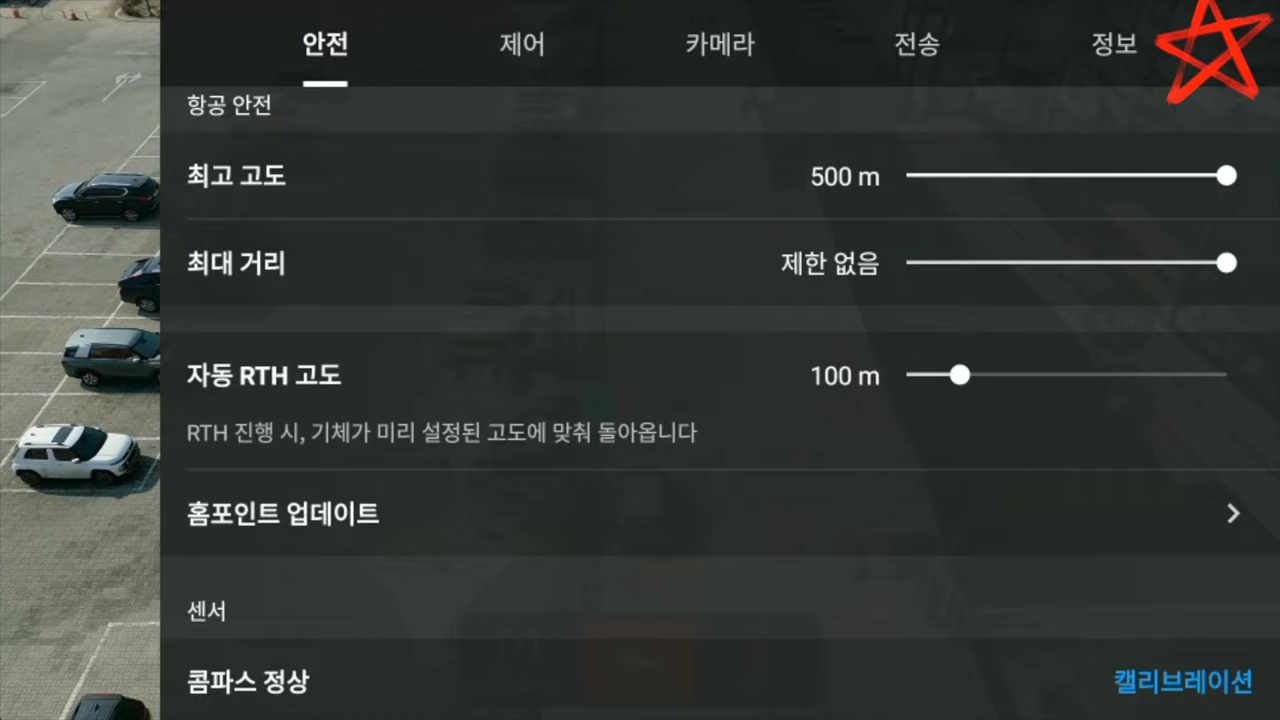 안전 제어 카메라 전송 정보
항공 안전
최고 고도 500 m
최대 거리 제한 없음
자동 RTH 고도 100 m
RTH 진행 시, 기체가 미리 설정된 고도에 맞춰 돌아옵니다
홈포인트 업데이트
센서
콤파스 정상 캘리브레이션